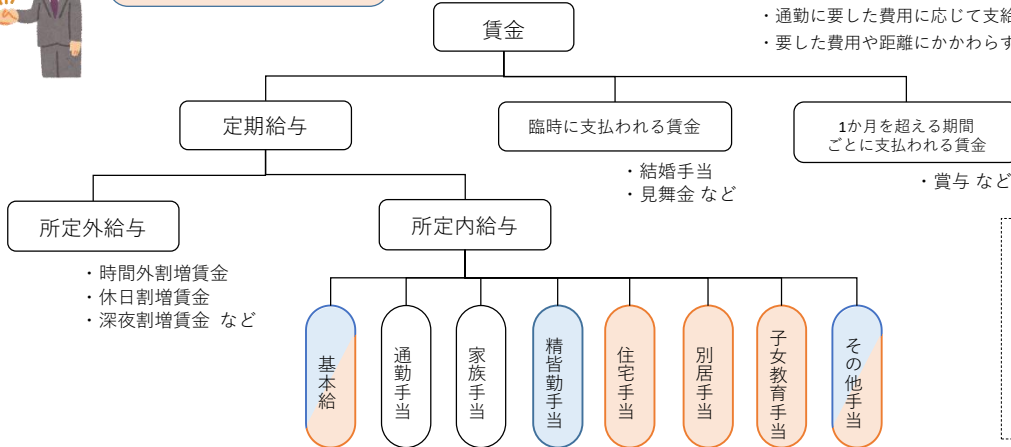 ・通勤に要した費用に応じて支給
・要した費用や距離にかかわらず
賃金
定期給与
臨時に支払われる賃金
1か月を超える期間
ごとに支払われる賃金
・結婚手当
・見舞金 など
・賞与 など
所定外給与
所定内給与
・時間外割増賃金
・休日割増賃金
・深夜割増賃金 など
基本給
通勤手当
家族手当
精皆勤手当
住宅手当
別居手当
子女教育手当
その他手当